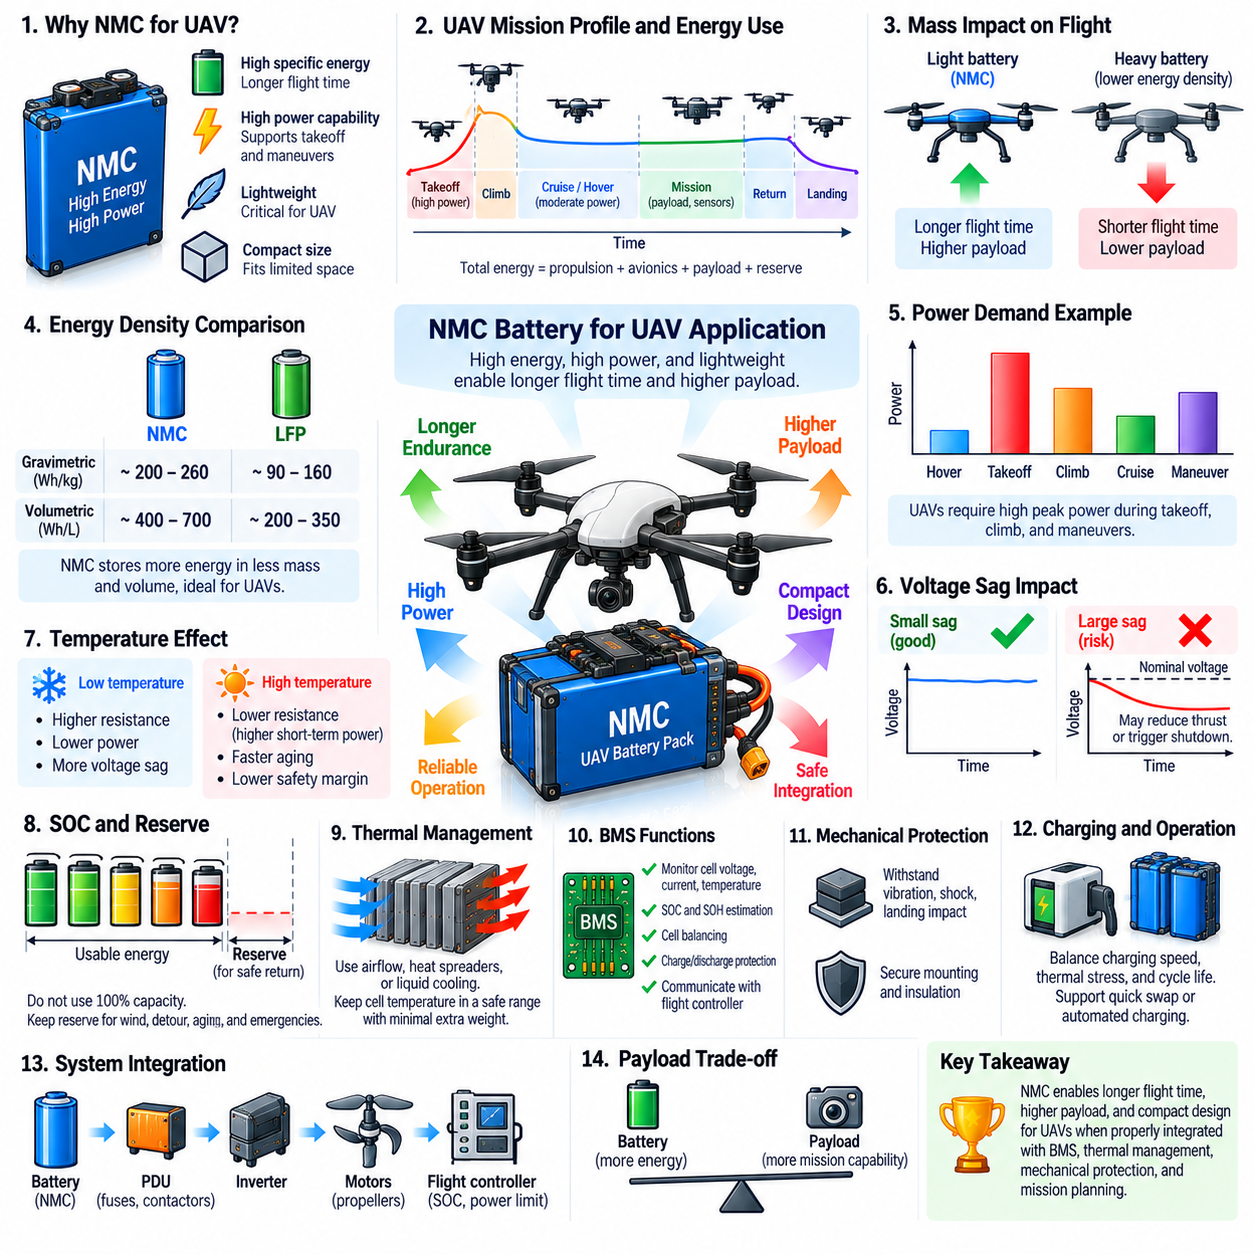 1. Why NMC for UAV?
NMC
High Energy
High Power
High specific energy
Longer flight time
High power capability
Supports takeoff
and maneuvers
Lightweight
Critical for UAV
Compact size
Fits limited space
2. UAV Mission Profile and Energy Use
Takeoff
(high power)
Climb
Cruise / Hover
(moderate power)
Mission
(payload, sensors)
Return
Landing
Time
Total energy = propulsion + avionics + payload + reserve
3. Mass Impact on Flight
Light battery
(NMC)
Heavy battery
(lower energy density)
Longer flight time
Higher payload
Shorter flight time
Lower payload
4. Energy Density Comparison
NMC
LFP
Gravimetric
(Wh/kg)
~ 200 – 260
~ 90 – 160
Volumetric
(Wh/L)
~ 400 – 700
~ 200 – 350
NMC stores more energy in less mass
and volume, ideal for UAVs.
NMC Battery for UAV Application
High energy, high power, and lightweight
enable longer flight time and higher payload.
Longer
Endurance
Higher
Payload
High
Power
Compact
Design
Reliable
Operation
Safe
Integration
NMC
UAV Battery Pack
5. Power Demand Example
Power
Hover
Takeoff
Climb
Cruise
Maneuver
UAVs require high peak power during takeoff,
climb, and maneuvers.
6. Voltage Sag Impact
Small sag
(good)
Large sag
(risk)
Voltage
Time
Nominal voltage
Voltage
May reduce thrust
or trigger shutdown.
Time
7. Temperature Effect
Low temperature
• Higher resistance
• Lower power
• More voltage sag
High temperature
• Lower resistance
(higher short-term power)
• Faster aging
• Lower safety margin
8. SOC and Reserve
Usable energy
Reserve
(for safe return)
Do not use 100% capacity.
Keep reserve for wind, detour, aging, and emergencies.
9. Thermal Management
Use airflow, heat spreaders,
or liquid cooling.
Keep cell temperature in a safe range
with minimal extra weight.
10. BMS Functions
BMS
Monitor cell voltage,
current, temperature
SOC and SOH estimation
Cell balancing
Charge/discharge protection
Communicate with
flight controller
11. Mechanical Protection
Withstand
vibration, shock,
landing impact
Secure mounting
and insulation
12. Charging and Operation
Balance charging speed,
thermal stress, and cycle life.
Support quick swap or
automated charging.
13. System Integration
Battery
(NMC)
PDU
(fuses, contactors)
Inverter
Motors
(propellers)
Flight controller
(SOC, power limit)
14. Payload Trade-off
Battery
(more energy)
Payload
(more mission capability)
Key Takeaway
NMC enables longer flight time,
higher payload, and compact design
for UAVs when properly integrated
with BMS, thermal management,
mechanical protection, and
mission planning.